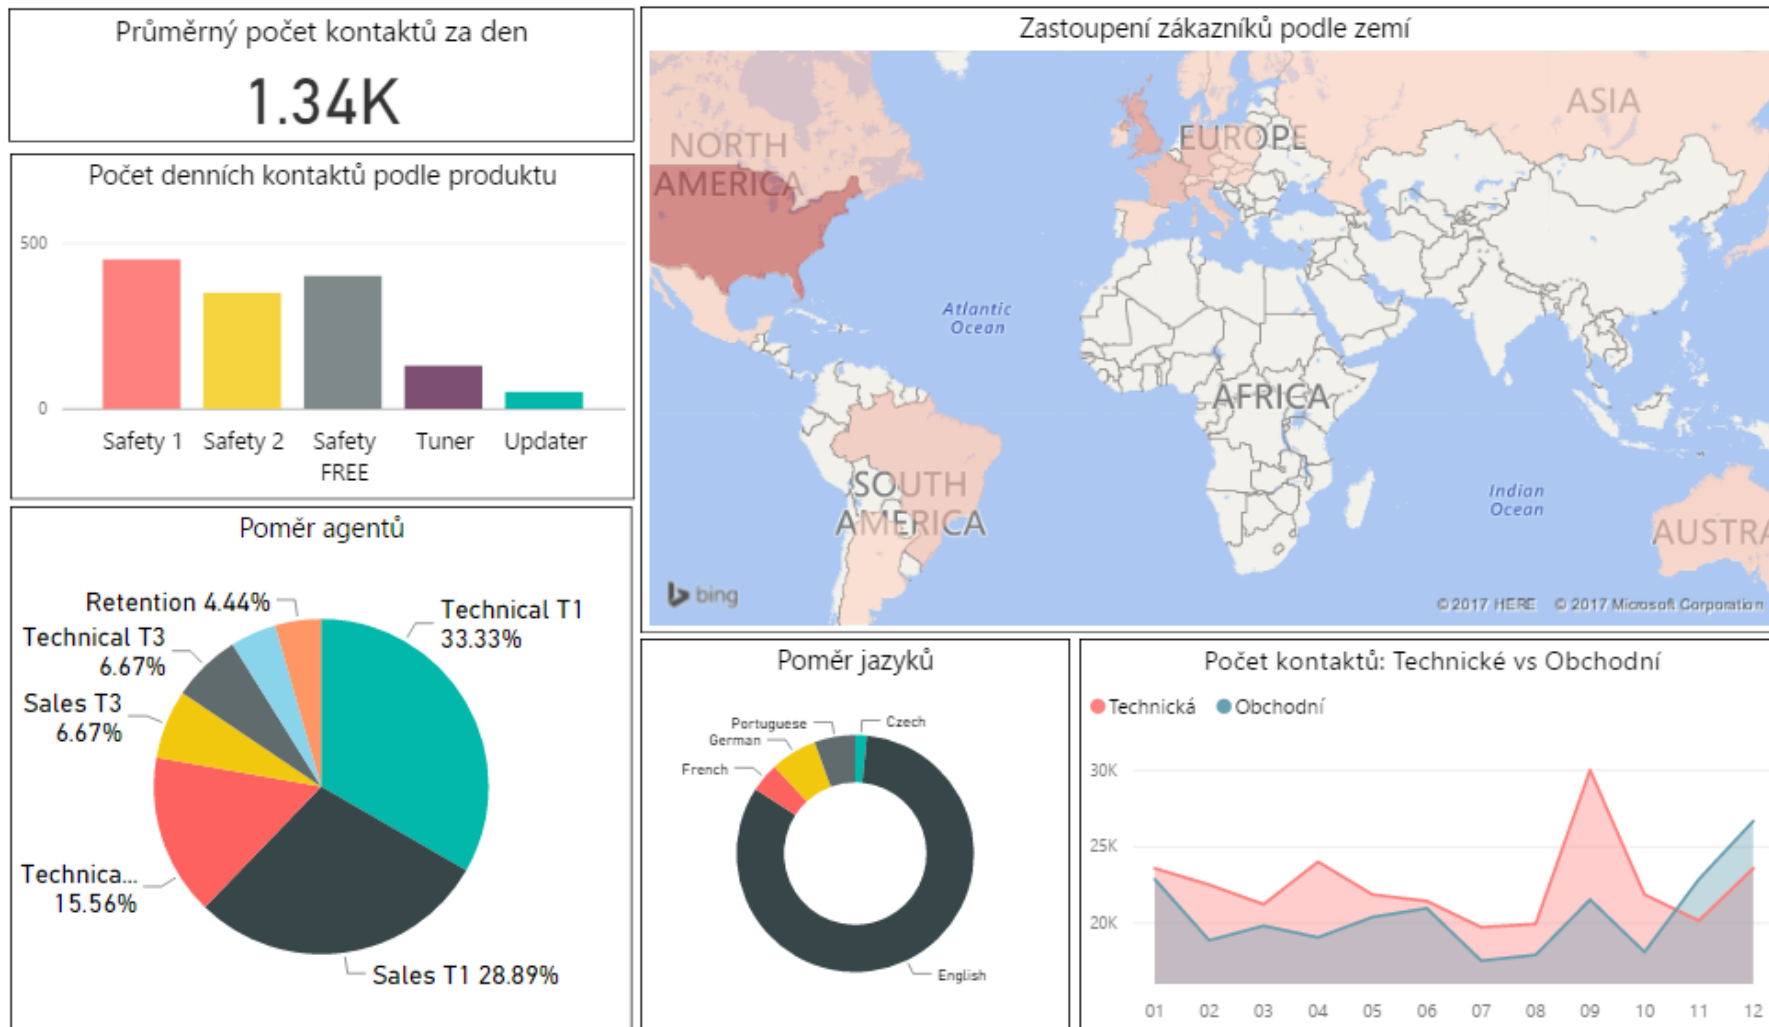 Průměrný počet kontaktů za den
1.34K
Počet denních kontaktů podle produktu
500
0
Safety 1
Safety 2
Safety
FREE
Tuner
Updater
Poměr agentů
Retention 4.44%
Technical T3
6.67%
Sales T3
6.67%
Technica...
15.56%
Sales T1 28.89%
Technical T1
33.33%
Zastoupení zákazníků podle zemí
NORTH
AMERICA
EUROPE
ASIA
Atlantic
Ocean
AFRICA
SOUTH
AMERICA
Indian
Ocean
AUSTRA
bing
© 2017 HERE © 2017 Microsoft Corporation
Poměr jazyků
Portuguese
German
French
Czech
English
Počet kontaktů: Technické vs Obchodní
Technická
Obchodní
30K
25K
20K
01 02 03 04 05 06 07 08 09 10 11 12